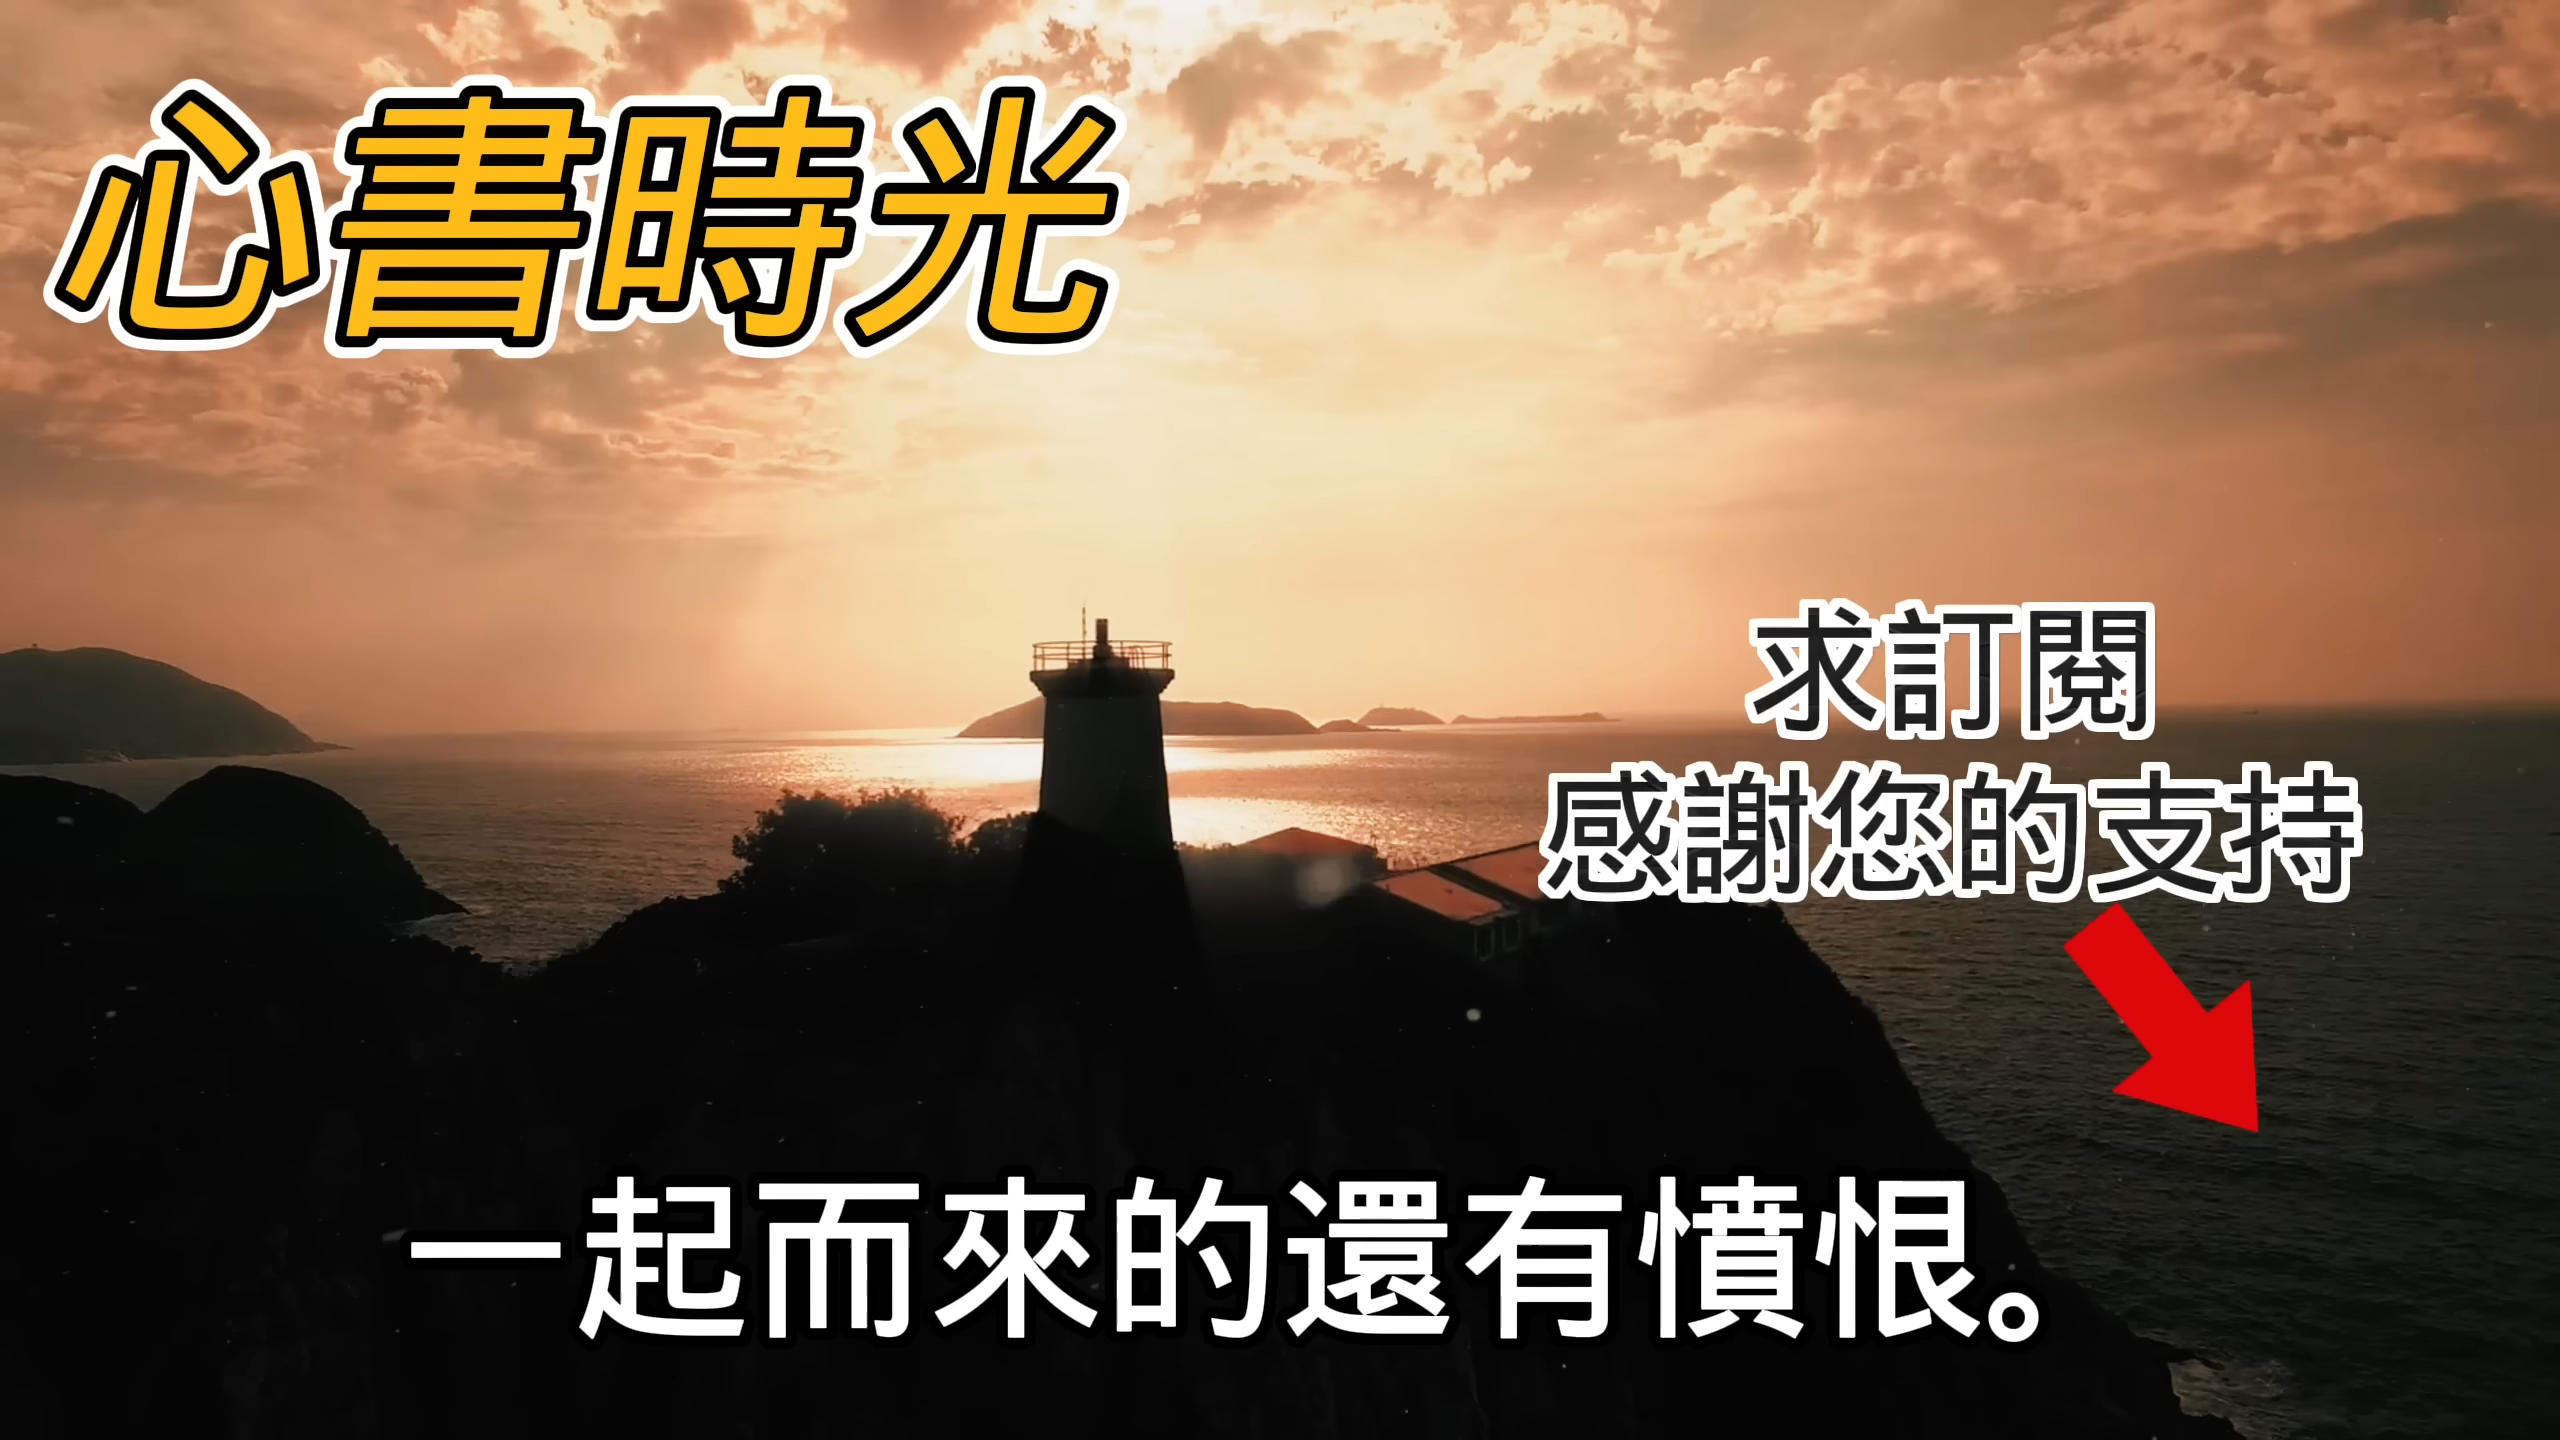 心書時光
求訂閱
感謝您的支持
一起而來的還有憤恨。